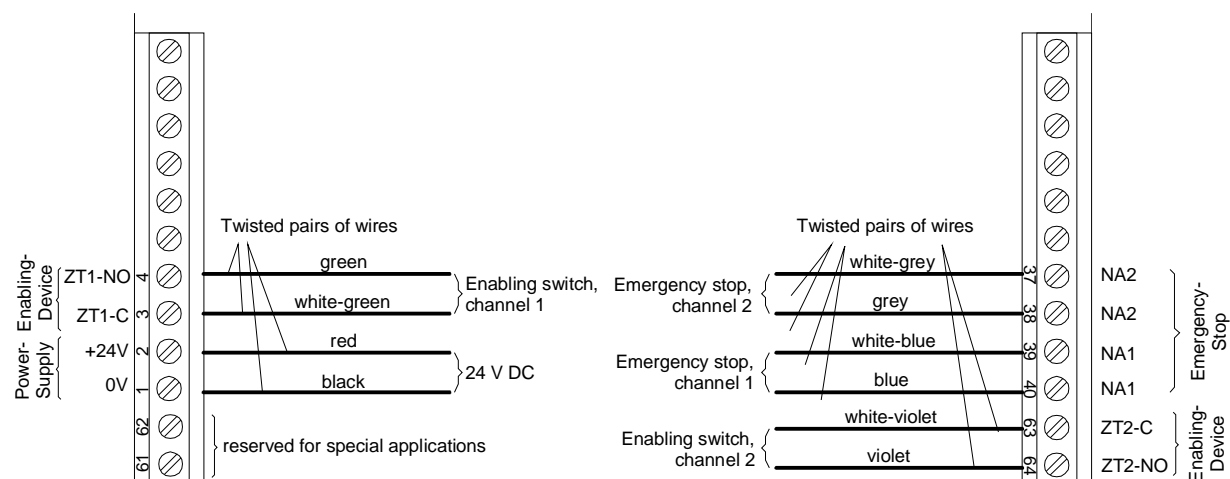 Twisted pairs of wires
Enabling-
Device
ZT1-NO
4
green
ZT1-C
3
white-green
Enabling switch,
channel 1
Power-
Supply
+24V
2
red
0V
1
black
24 V DC
62
61
reserved for special applications
Twisted pairs of wires
Emergency stop,
channel 2
white-grey
37
NA2
grey
38
NA2
Emergency stop,
channel 1
white-blue
39
NA1
blue
40
NA1
Emergency-
Stop
Enabling switch,
channel 2
white-violet
63
ZT2-C
violet
64
ZT2-NO
Enabling-
Device